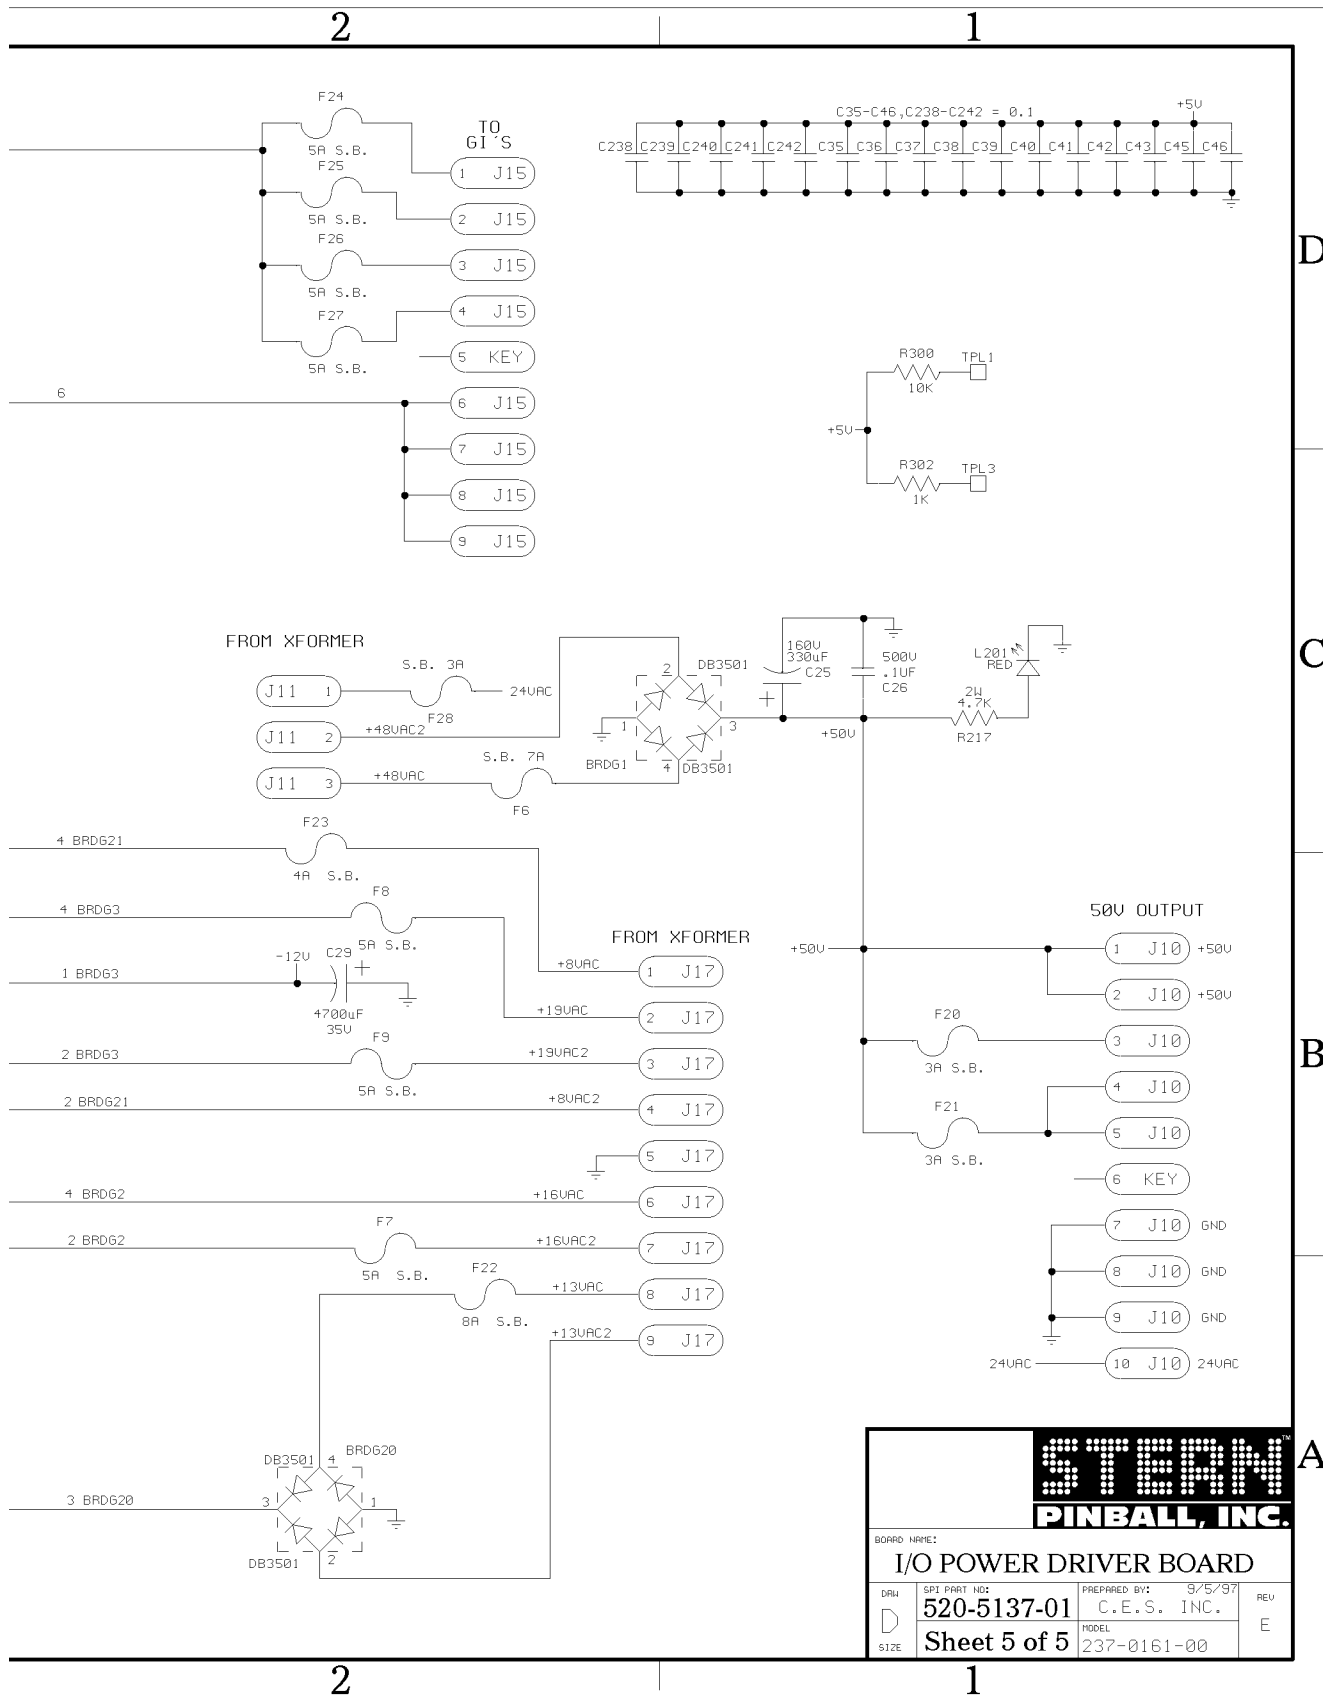 2
1
F24
5A S.B.
F25
5A S.B.
F26
5A S.B.
F27
5A S.B.
TO
GI'S
1 J15
2 J15
3 J15
4 J15
5 KEY
6
6 J15
7 J15
8 J15
9 J15
C35-C46,C238-C242 = 0.1
+5V
C238 C239 C240 C241 C242 C35 C36 C37 C38 C39 C40 C41 C42 C43 C45 C46
D
R300
TPL1
10K
+5V
R302
TPL3
1K
FROM XFORMER
J11 1
S.B. 3A
F28
24VAC
J11 2
+48VAC2
J11 3
+48VAC
S.B. 7A
F6
2
DB3501
1
3
BRDG1
4
DB3501
160V
330uF
C25
+
500V
.1UF
C26
+50V
L201
RED
2W
4.7K
R217
C
4 BRDG21
F23
4A S.B.
4 BRDG3
F8
5A S.B.
1 BRDG3
-12V
C29
+
4700uF
35V
2 BRDG3
F9
5A S.B.
2 BRDG21
4 BRDG2
2 BRDG2
F7
5A S.B.
F22
8A S.B.
FROM XFORMER
+8VAC
1 J17
+19VAC
2 J17
+19VAC2
3 J17
+8VAC2
4 J17
5 J17
+16VAC
6 J17
+16VAC2
7 J17
+13VAC
8 J17
+13VAC2
9 J17
50V OUTPUT
+50V
1 J10 +50V
2 J10 +50V
F20
3A S.B.
3 J10
4 J10
F21
3A S.B.
5 J10
6 KEY
7 J10 GND
8 J10 GND
9 J10 GND
24VAC
10 J10 24VAC
B
DB3501
4
BRDG20
3 BRDG20
3
1
DB3501
2
STERN™
PINBALL, INC.
A
BOARD NAME:
I/O POWER DRIVER BOARD
DRW
D
SIZE
SPI PART NO:
520-5137-01
PREPARED BY: 9/5/97
C.E.S. INC.
REV
E
Sheet 5 of 5
MODEL
237-0161-00
2
1